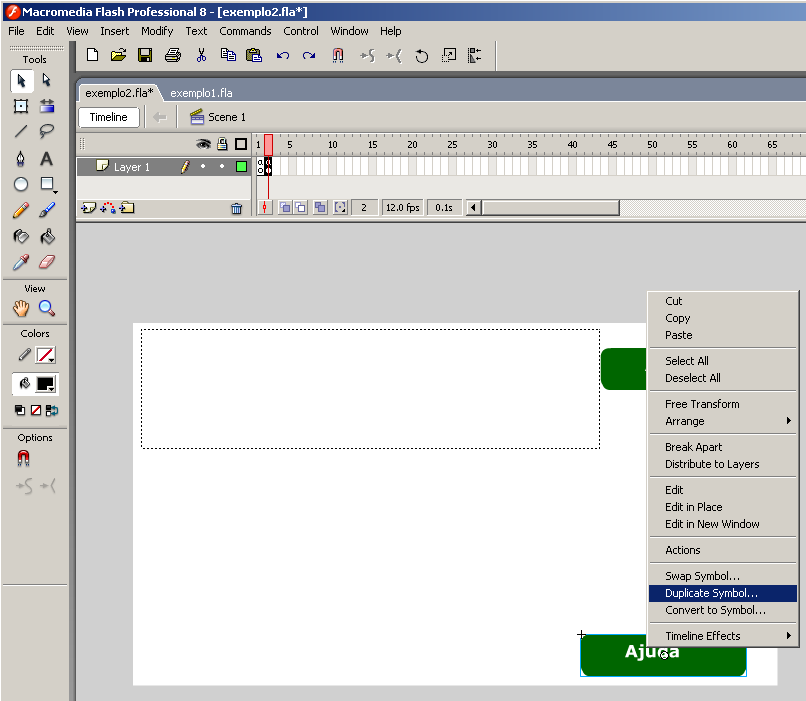 Macromedia Flash Professional 8 - [exemplo2.fla*]
File Edit View Insert Modify Text Commands Control Window Help
Tools
exemplo2.fla* exemplo1.fla
Timeline Scene 1
1 5 10 15 20 25 30 35 40 45 50 55 60 65
Layer 1
2 12.0 fps 0.1s
View
Colors
Options
Cut
Copy
Paste
Select All
Deselect All
Free Transform
Arrange
Break Apart
Distribute to Layers
Edit
Edit in Place
Edit in New Window
Actions
Swap Symbol...
Duplicate Symbol...
Convert to Symbol...
Timeline Effects
Ajuda